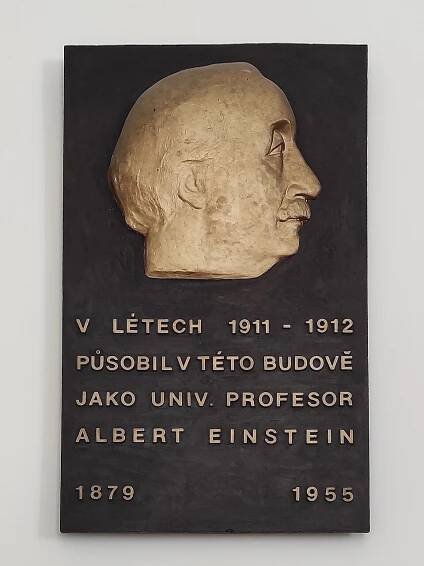 V LÉTECH 1911 - 1912
PŮSOBIL V TÉTO BUDOVĚ
JAKO UNIV. PROFESOR
ALBERT EINSTEIN
1879 1955